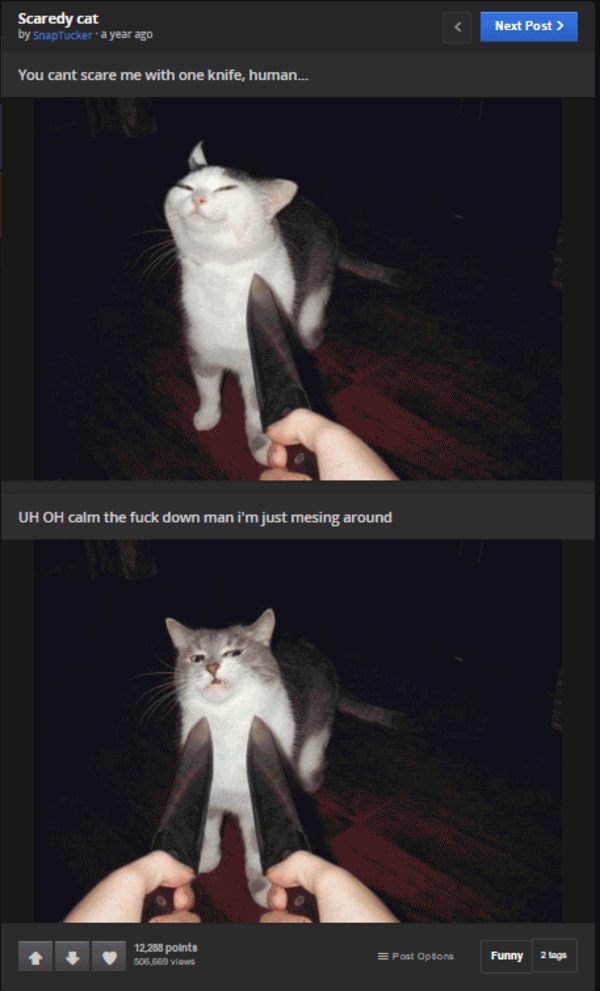 Scaredy cat
by SnapTucker · a year ago
Next Post >
You cant scare me with one knife, human...
UH OH calm the fuck down man i'm just mesing around
12,288 points
506,669 views
Post Options
Funny
2 tags